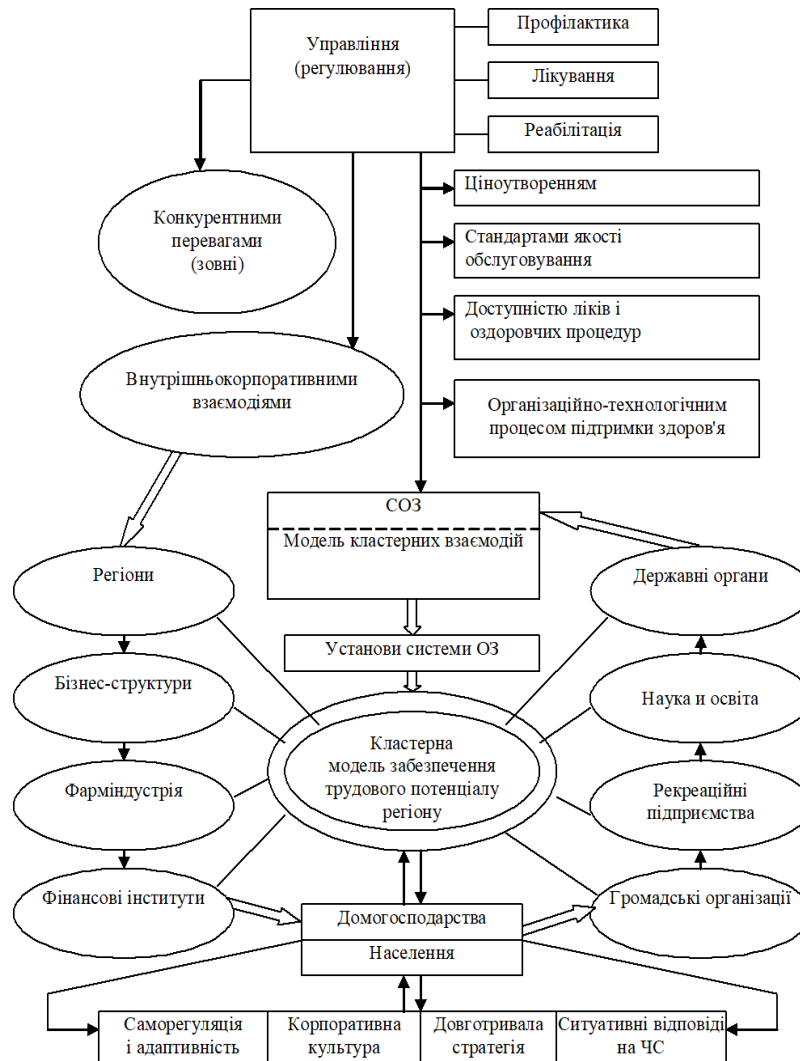 Управління
(регулювання)
Профілактика
Лікування
Реабілітація
Ціноутворенням
Стандартами якості
обслуговування
Доступністю ліків і
оздоровчих процедур
Організаційно-технологічним
процесом підтримки здоров'я
Конкурентними
перевагами
(зовні)
Внутрішньокорпоративними
взаємодіями
СОЗ
Модель кластерних взаємодій
Установи системи ОЗ
Регіони
Бізнес-структури
Фарміндустрія
Фінансові інститути
Кластерна
модель забезпечення
трудового потенціалу
регіону
Державні органи
Наука и освіта
Рекреаційні
підприємства
Громадські організації
Домогосподарства
Населення
Саморегуляція
і адаптивність
Корпоративна
культура
Довготривала
стратегія
Ситуативні відповіді
на ЧС